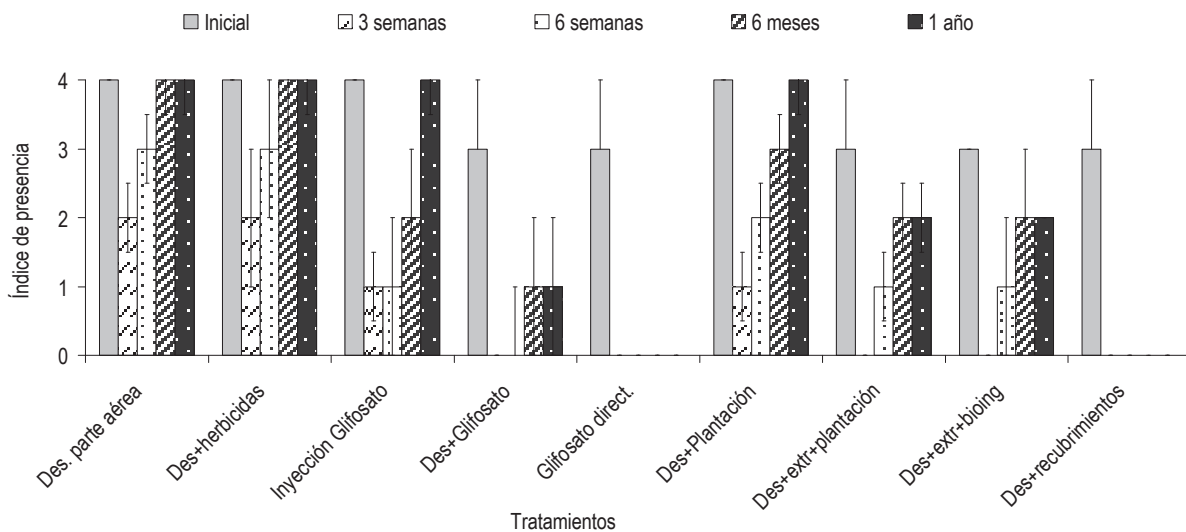 Inicial 3 semanas 6 semanas 6 meses 1 año
4
3
2
1
0
Índice de presencia
Des. parte aérea
Des+herbicidas
Inyección Glifosato
Des+Glifosato
Glifosato direct.
Des+Plantación
Des+extr+plantación
Des+extr+bioing
Des+recubrimientos
Tratamientos